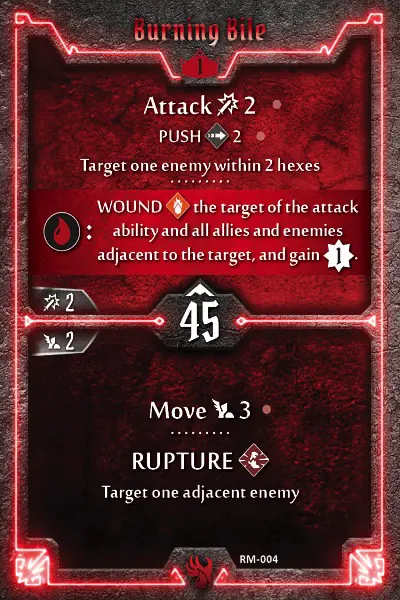 Burning Bile
1
Attack 2
PUSH 2
Target one enemy within 2 hexes
WOUND the target of the attack
: ability and all allies and enemies
adjacent to the target, and gain 1.
2
45
2
Move 3
RUPTURE
Target one adjacent enemy
RM-004